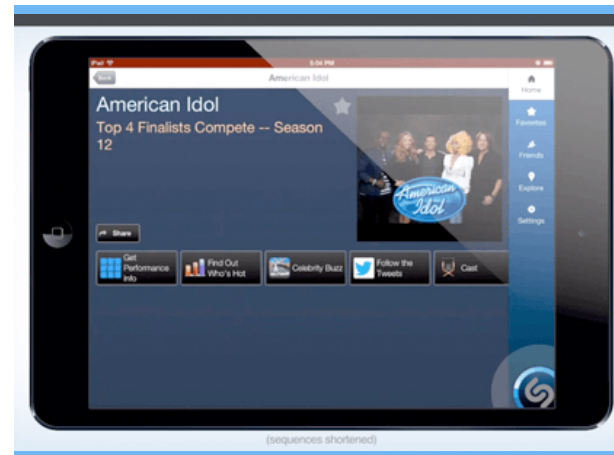 iPad
5:04 PM
Back
American Idol
Home
American Idol
Top 4 Finalists Compete -- Season
12
American
Idol
Favorites
Friends
Explore
Settings
Share
Get
Performance
Info
Find Out
Who's Hot
Celebrity Buzz
Follow the
Tweets
Cast
(sequences shortened)